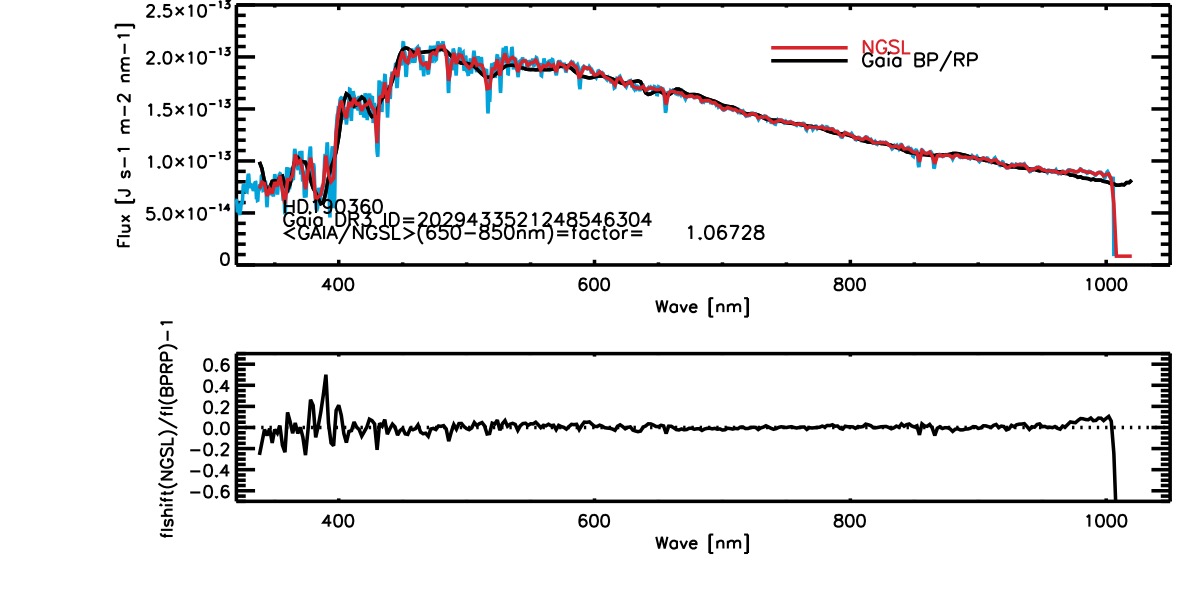 2.5×10−13
2.0×10−13
1.5×10−13
1.0×10−13
5.0×10−14
0
Flux [J s−1 m−2 nm−1]
NGSL
Gaia BP/RP
HD190360
Gaia DR3 ID=2029433521248546304
<GAIA/NGSL>(650−850nm)=factor= 1.06728
400 600 800 1000
Wave [nm]
flshift(NGSL)/fl(BPRP)−1
0.6
0.4
0.2
0.0
−0.2
−0.4
−0.6
400 600 800 1000
Wave [nm]